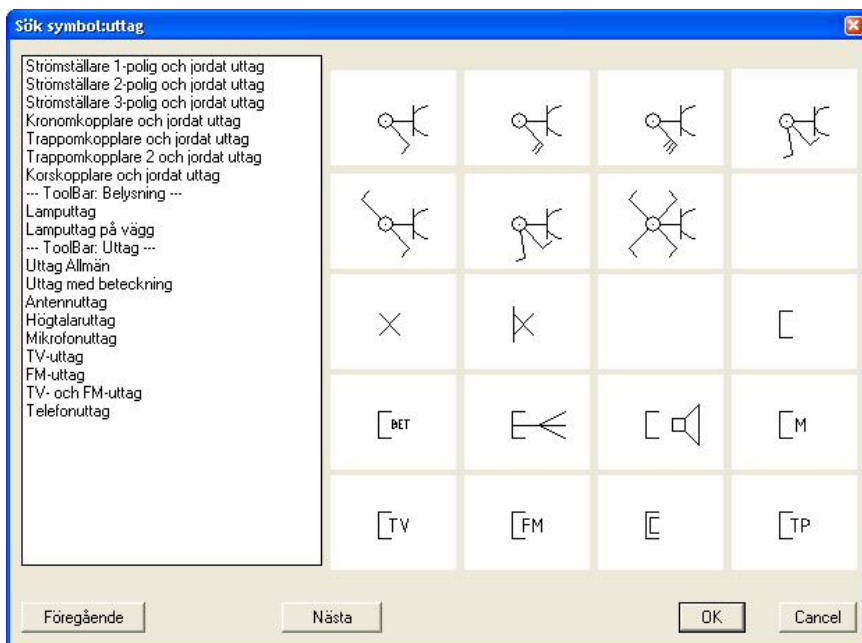 Sök symbol:uttag
Strömställare 1-polig och jordat uttag
Strömställare 2-polig och jordat uttag
Strömställare 3-polig och jordat uttag
Kronomkopplare och jordat uttag
Trappomkopplare och jordat uttag
Trappomkopplare 2 och jordat uttag
Korskopplare och jordat uttag
--- ToolBar: Belysning ---
Lamputtag
Lamputtag på vägg
--- ToolBar: Uttag ---
Uttag Allmän
Uttag med beteckning
Antennuttag
Högtalaruttag
Mikrofonuttag
TV-uttag
FM-uttag
TV- och FM-uttag
Telefonuttag
BET
M
TV
FM
TP
Föregående
Nästa
OK
Cancel